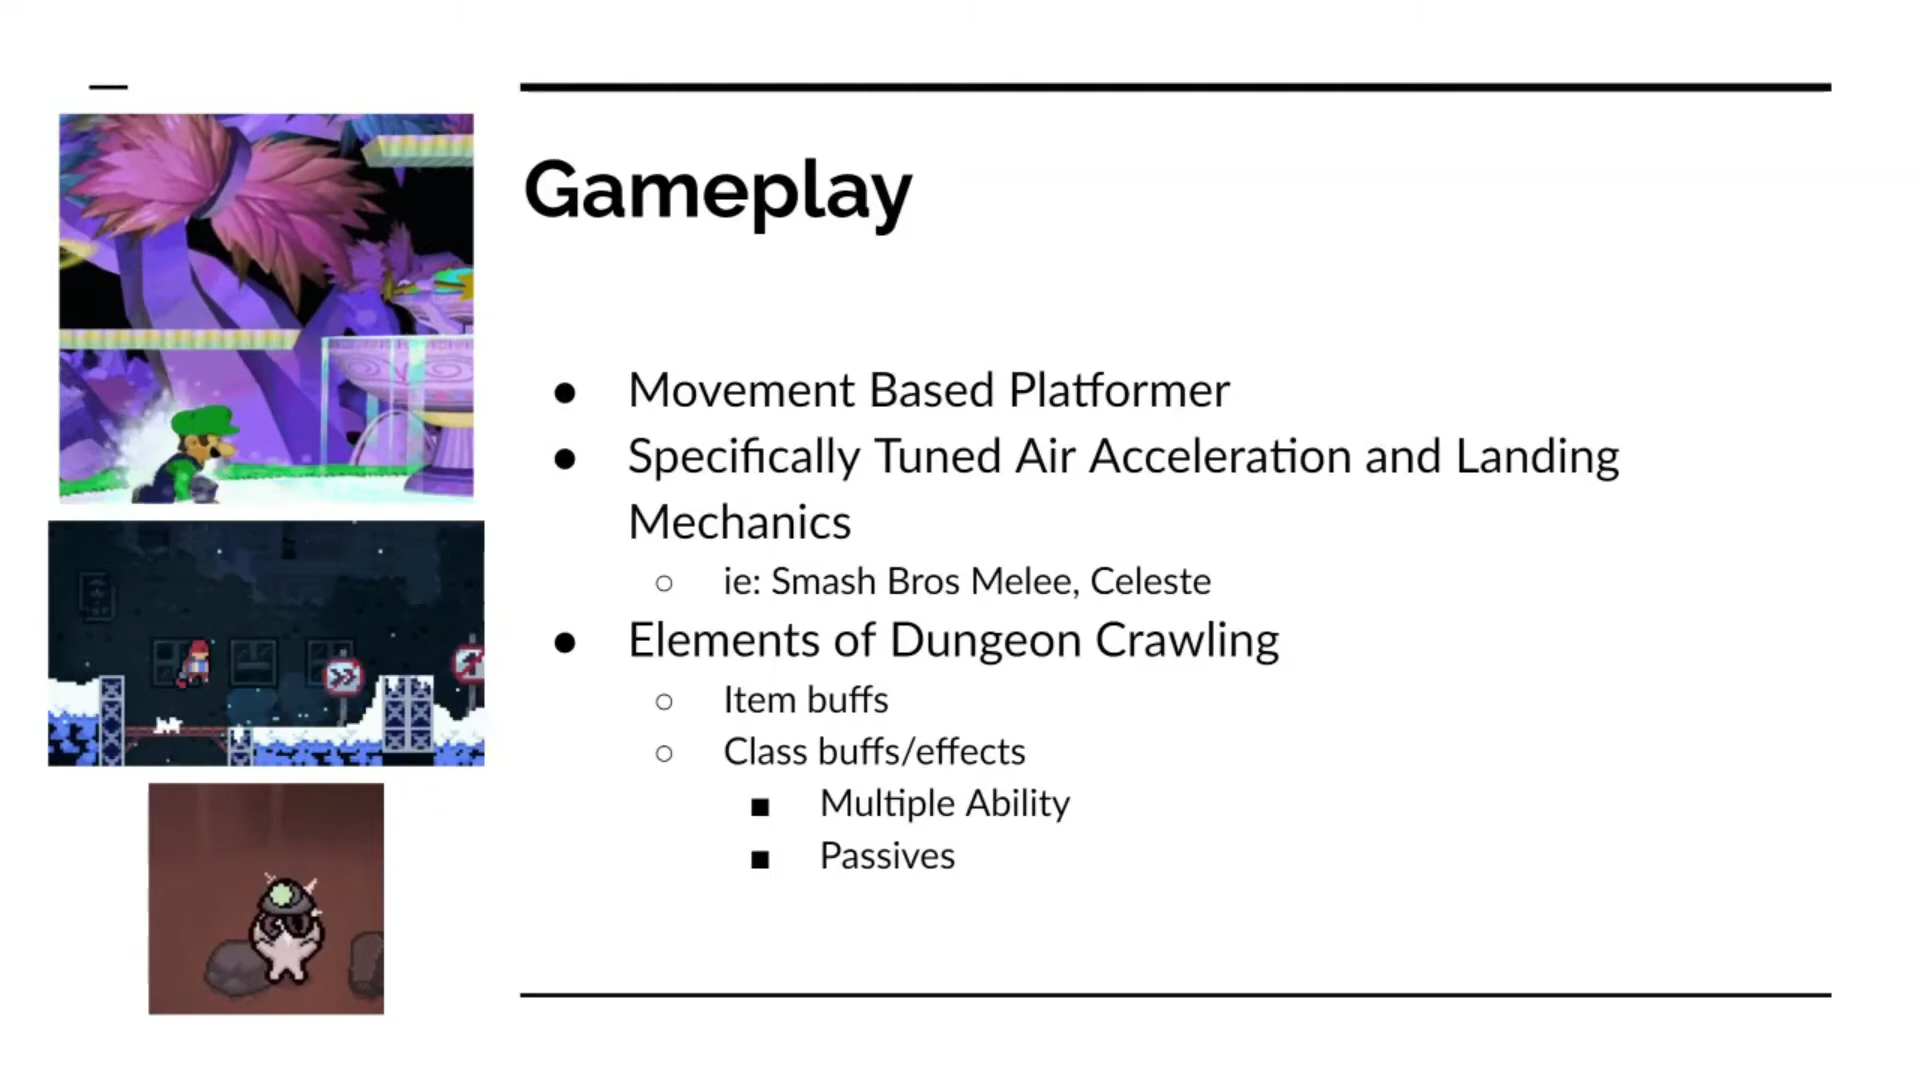 Gameplay
Movement Based Platformer
Specifically Tuned Air Acceleration and Landing
Mechanics
ie: Smash Bros Melee, Celeste
Elements of Dungeon Crawling
Item buffs
Class buffs/effects
Multiple Ability
Passives